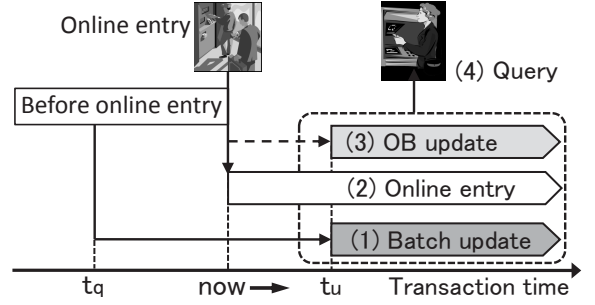 Online entry
(4) Query
Before online entry
(3) OB update
(2) Online entry
(1) Batch update
tq now tu Transaction time